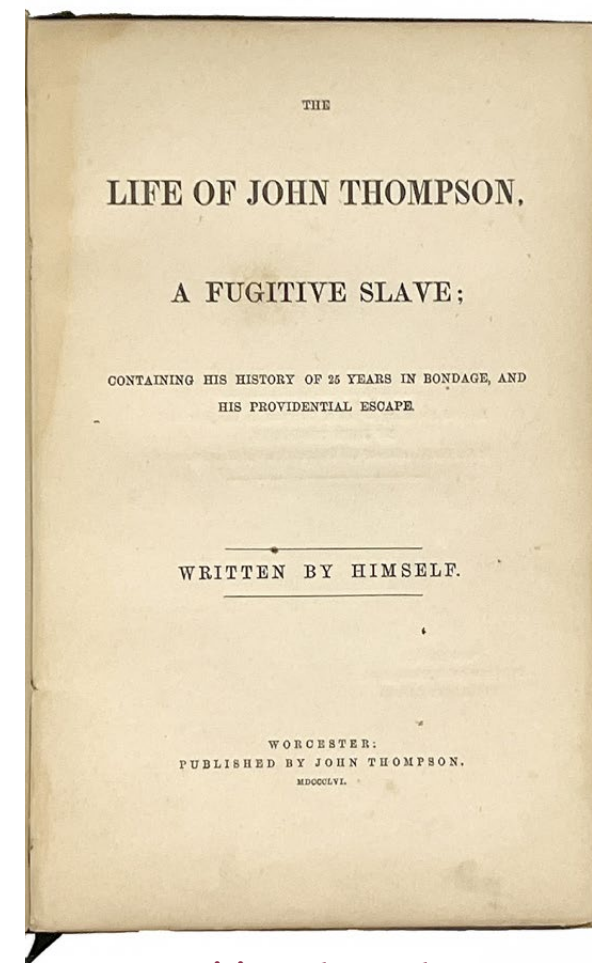 THE
LIFE OF JOHN THOMPSON,
A FUGITIVE SLAVE;
CONTAINING HIS HISTORY OF 25 YEARS IN BONDAGE, AND
HIS PROVIDENTIAL ESCAPE.
WRITTEN BY HIMSELF.
WORCESTER:
PUBLISHED BY JOHN THOMPSON.
MDCCCLVI.